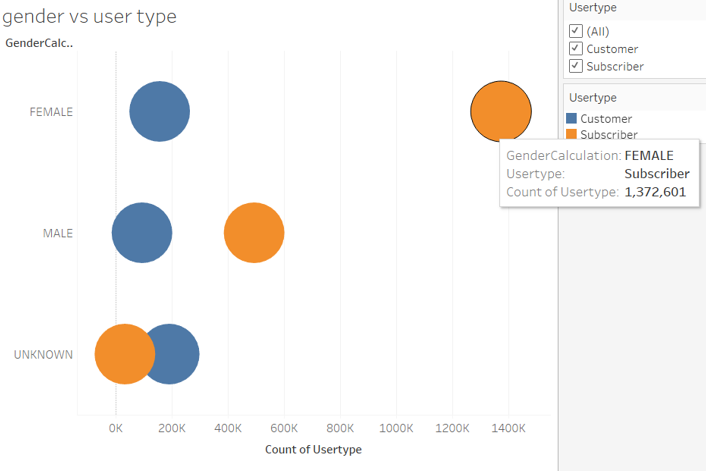 gender vs user type
GenderCalc..
FEMALE
MALE
UNKNOWN
0K 200K 400K 600K 800K 1000K 1200K 1400K
Count of Usertype
Usertype
(All)
Customer
Subscriber
Usertype
Customer
Subscriber
GenderCalculation: FEMALE
Usertype: Subscriber
Count of Usertype: 1,372,601